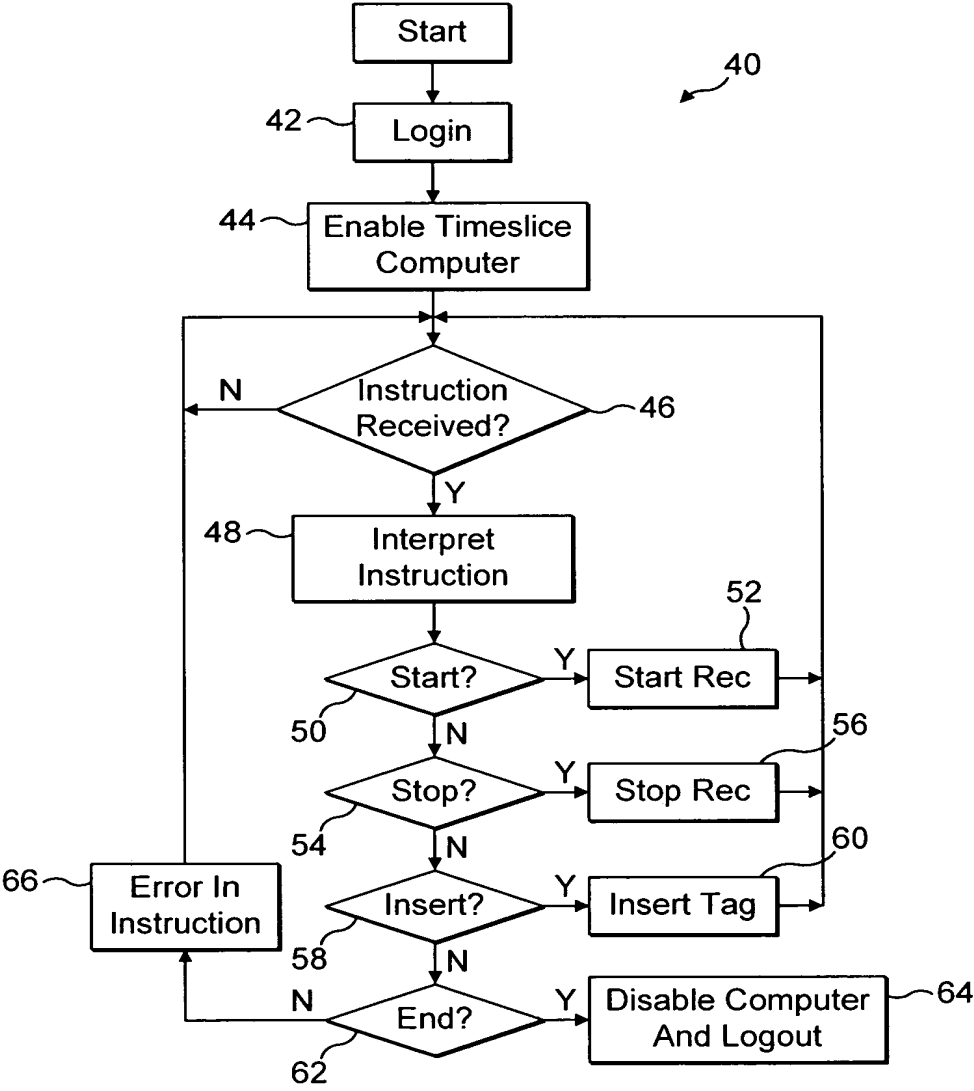 Start
40
42
Login
44
Enable Timeslice
Computer
N
Instruction
Received?
46
Y
48
Interpret
Instruction
52
Start?
Y
Start Rec
50
N
56
Stop?
Y
Stop Rec
54
N
60
66
Error In
Instruction
Insert?
Y
Insert Tag
58
N
N
End?
Y
Disable Computer
And Logout
64
62